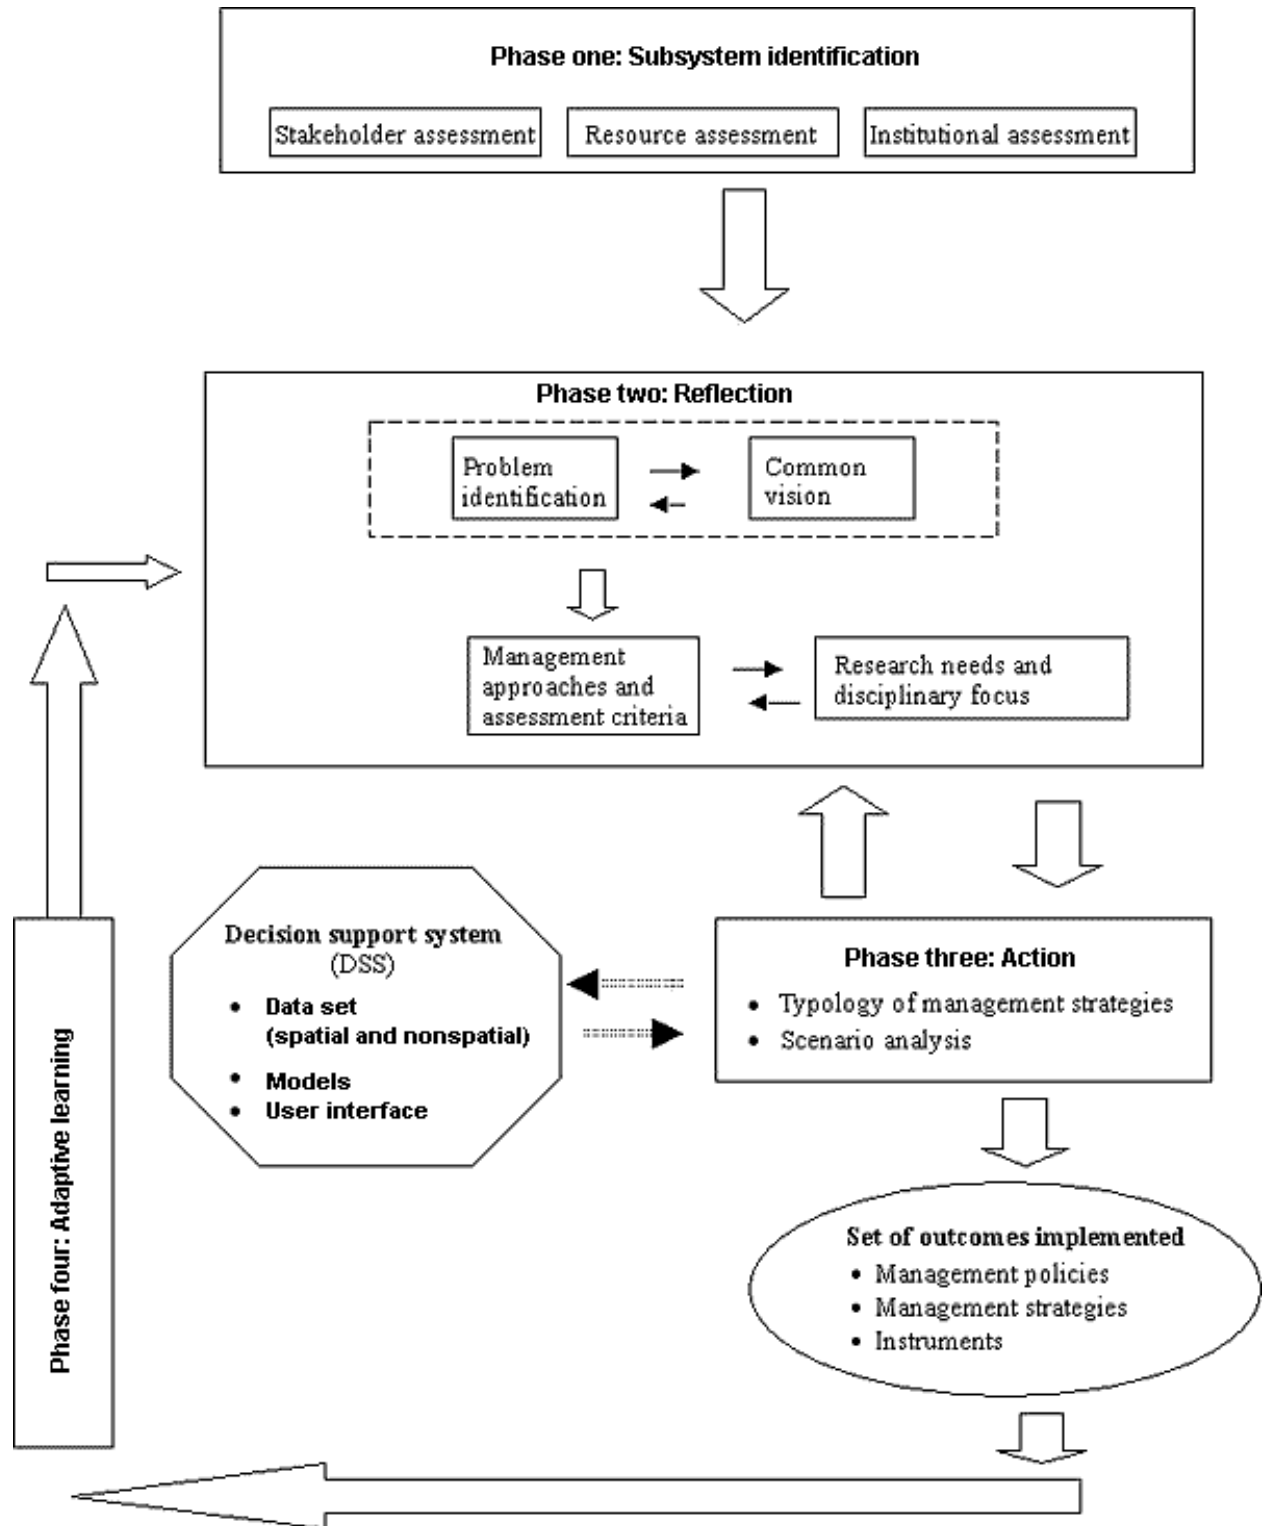 Phase one: Subsystem identification
Stakeholder assessment
Resource assessment
Institutional assessment
Phase two: Reflection
Problem
identification
Common
vision
Management
approaches and
assessment criteria
Research needs and
disciplinary focus
Decision support system
(DSS)
• Data set
(spatial and nonspatial)
• Models
• User interface
Phase three: Action
• Typology of management strategies
• Scenario analysis
Set of outcomes implemented
• Management policies
• Management strategies
• Instruments
Phase four: Adaptive learning